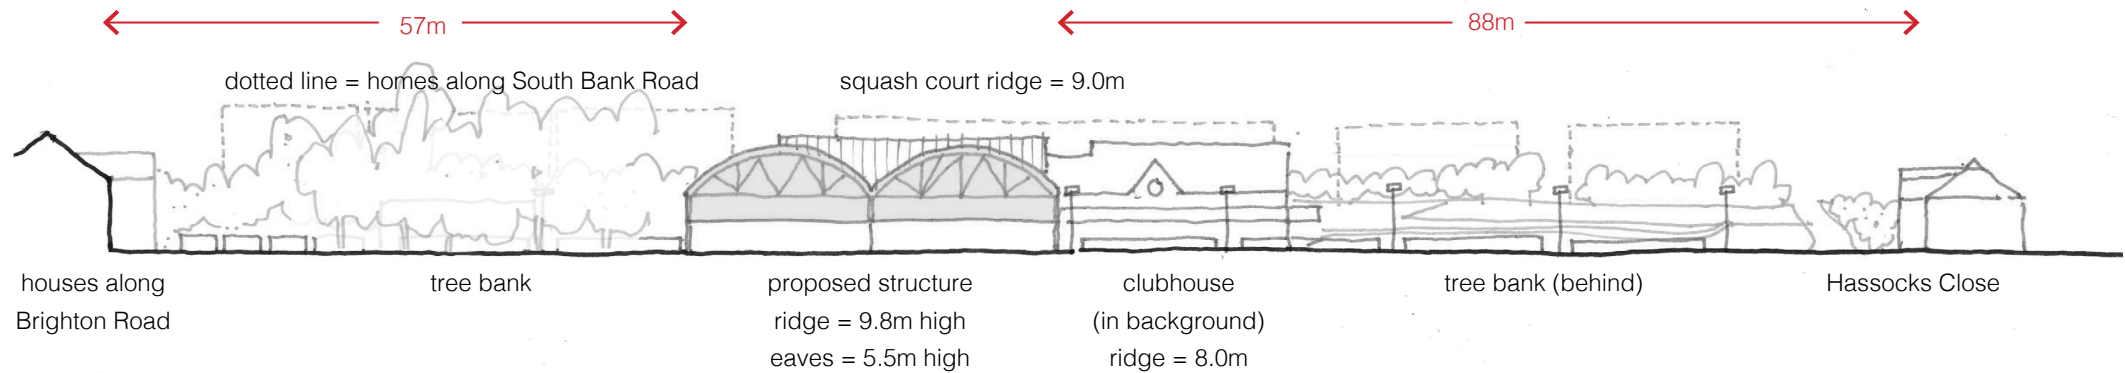 57m
88m
dotted line = homes along South Bank Road
squash court ridge = 9.0m
houses along
Brighton Road
tree bank
proposed structure
ridge = 9.8m high
eaves = 5.5m high
clubhouse
(in background)
ridge = 8.0m
tree bank (behind)
Hassocks Close